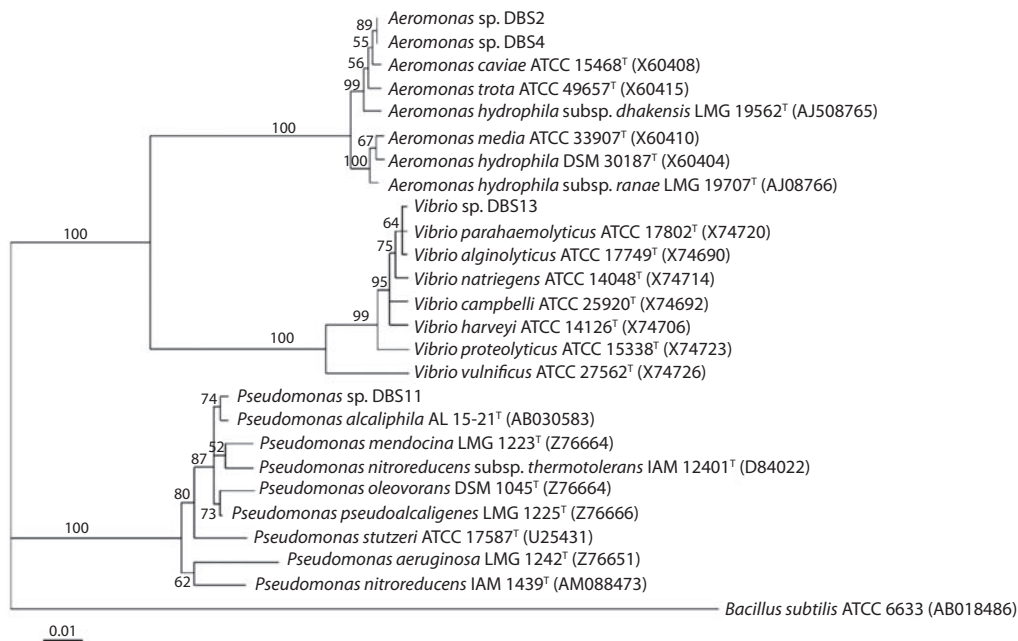 89
Aeromonas sp. DBS2
55
Aeromonas sp. DBS4
56
Aeromonas caviae ATCC 15468ᵀ (X60408)
99
Aeromonas trota ATCC 49657ᵀ (X60415)
Aeromonas hydrophila subsp. dhakensis LMG 19562ᵀ (AJ508765)
100
67
Aeromonas media ATCC 33907ᵀ (X60410)
100
Aeromonas hydrophila DSM 30187ᵀ (X60404)
Aeromonas hydrophila subsp. ranae LMG 19707ᵀ (AJ08766)
Vibrio sp. DBS13
100
64
Vibrio parahaemolyticus ATCC 17802ᵀ (X74720)
75
Vibrio alginolyticus ATCC 17749ᵀ (X74690)
95
Vibrio natriegens ATCC 14048ᵀ (X74714)
Vibrio campbelli ATCC 25920ᵀ (X74692)
99
Vibrio harveyi ATCC 14126ᵀ (X74706)
100
Vibrio proteolyticus ATCC 15338ᵀ (X74723)
Vibrio vulnificus ATCC 27562ᵀ (X74726)
74
Pseudomonas sp. DBS11
Pseudomonas alcaliphila AL 15-21ᵀ (AB030583)
52
Pseudomonas mendocina LMG 1223ᵀ (Z76664)
87
Pseudomonas nitroreducens subsp. thermotolerans IAM 12401ᵀ (D84022)
80
Pseudomonas oleovorans DSM 1045ᵀ (Z76664)
73
Pseudomonas pseudoalcaligenes LMG 1225ᵀ (Z76666)
100
Pseudomonas stutzeri ATCC 17587ᵀ (U25431)
Pseudomonas aeruginosa LMG 1242ᵀ (Z76651)
62
Pseudomonas nitroreducens IAM 1439ᵀ (AM088473)
Bacillus subtilis ATCC 6633 (AB018486)
0.01